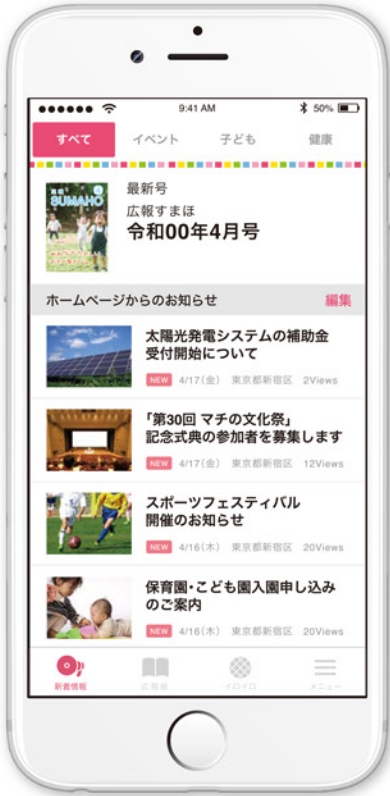 9:41 AM
50%
すべて
イベント
子ども
健康
SUMAHO
最新号
広報すまほ
令和00年4月号
ホームページからのお知らせ
編集
太陽光発電システムの補助金
受付開始について
NEW 4/17(金) 東京都新宿区 2Views
「第30回 マチの文化祭」
記念式典の参加者を募集します
NEW 4/17(金) 東京都新宿区 12Views
スポーツフェスティバル
開催のお知らせ
NEW 4/16(木) 東京都新宿区 20Views
保育園・こども園入園申し込み
のご案内
NEW 4/16(木) 東京都新宿区 20Views
新着情報
広報紙
イロイロ
メニュー